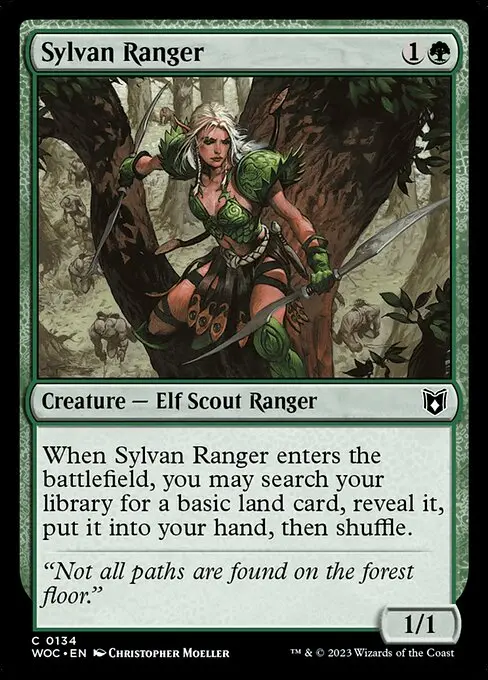 Sylvan Ranger 1
Creature — Elf Scout Ranger
When Sylvan Ranger enters the
battlefield, you may search your
library for a basic land card, reveal it,
put it into your hand, then shuffle.
“Not all paths are found on the forest
floor.”
1/1
C 0134
WOC • EN Christopher Moeller
™ & © 2023 Wizards of the Coast